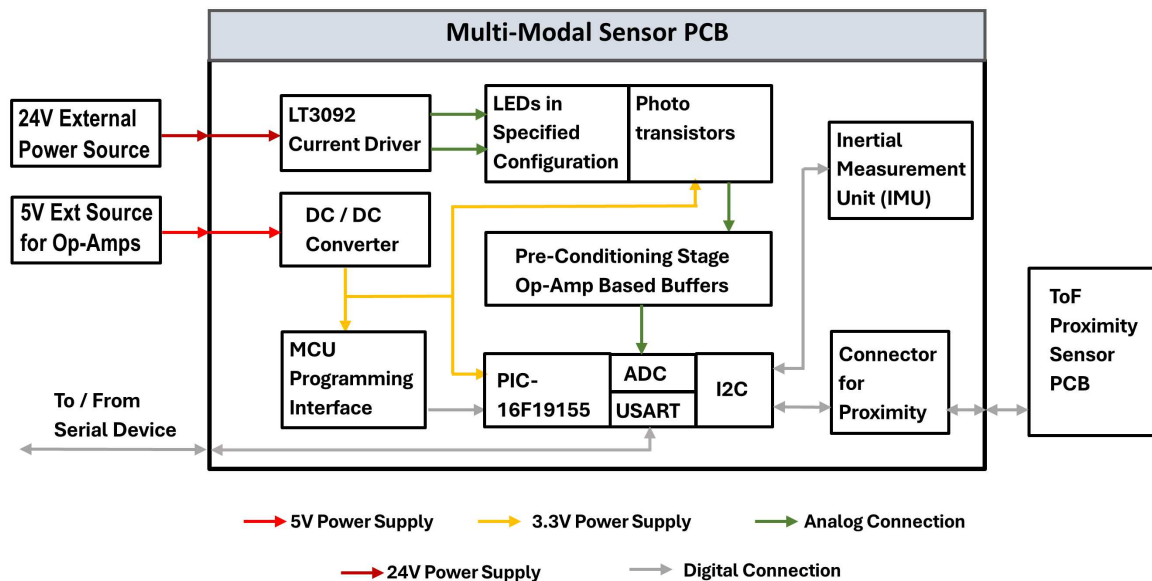 Multi-Modal Sensor PCB
24V External
Power Source
LT3092
Current Driver
LEDs in
Specified
Configuration
Photo
transistors
Inertial
Measurement
Unit (IMU)
5V Ext Source
for Op-Amps
DC / DC
Converter
Pre-Conditioning Stage
Op-Amp Based Buffers
MCU
Programming
Interface
PIC-
16F19155
ADC
USART
I2C
Connector
for
Proximity
ToF
Proximity
Sensor
PCB
To / From
Serial Device
5V Power Supply
3.3V Power Supply
Analog Connection
24V Power Supply
Digital Connection